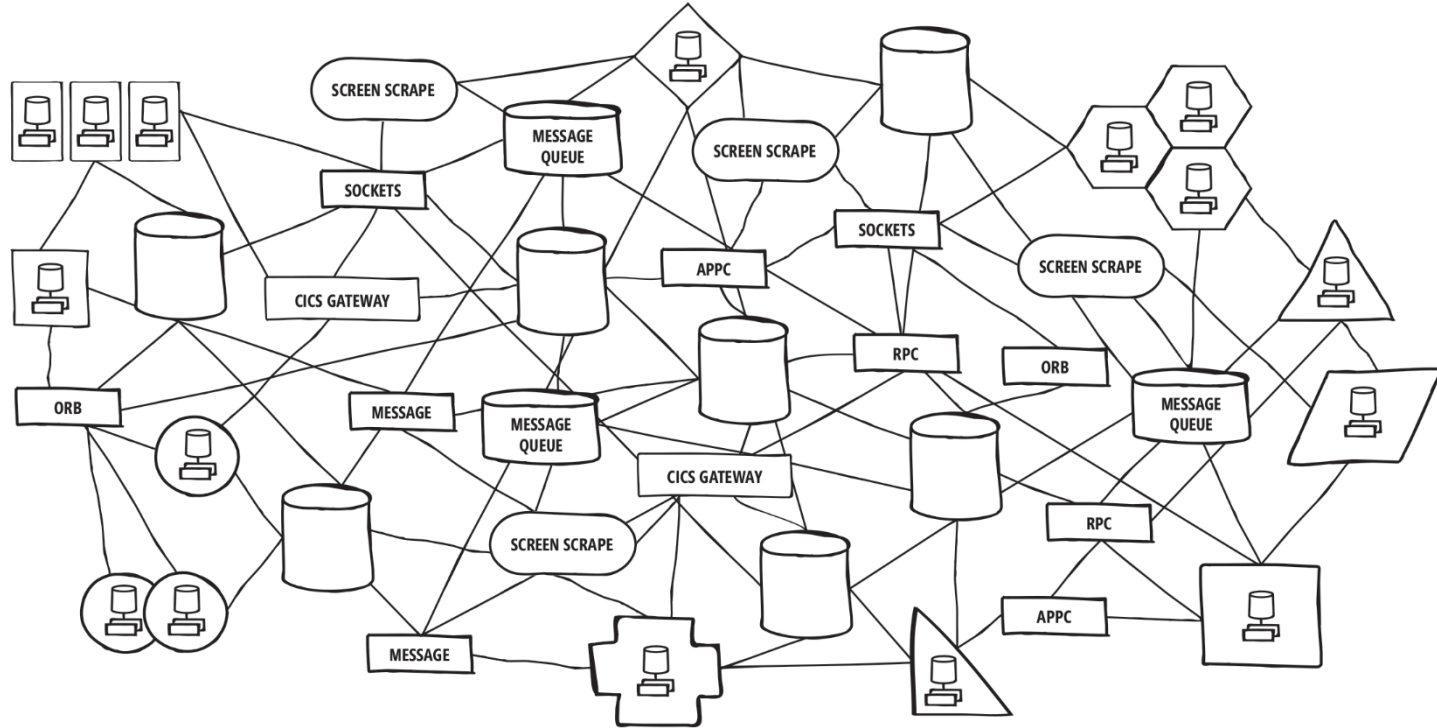 SCREEN SCRAPE
MESSAGE
QUEUE
SCREEN SCRAPE
SOCKETS
SOCKETS
APPC
SCREEN SCRAPE
CICS GATEWAY
RPC
ORB
ORB
MESSAGE
MESSAGE
QUEUE
MESSAGE
QUEUE
CICS GATEWAY
RPC
SCREEN SCRAPE
APPC
MESSAGE